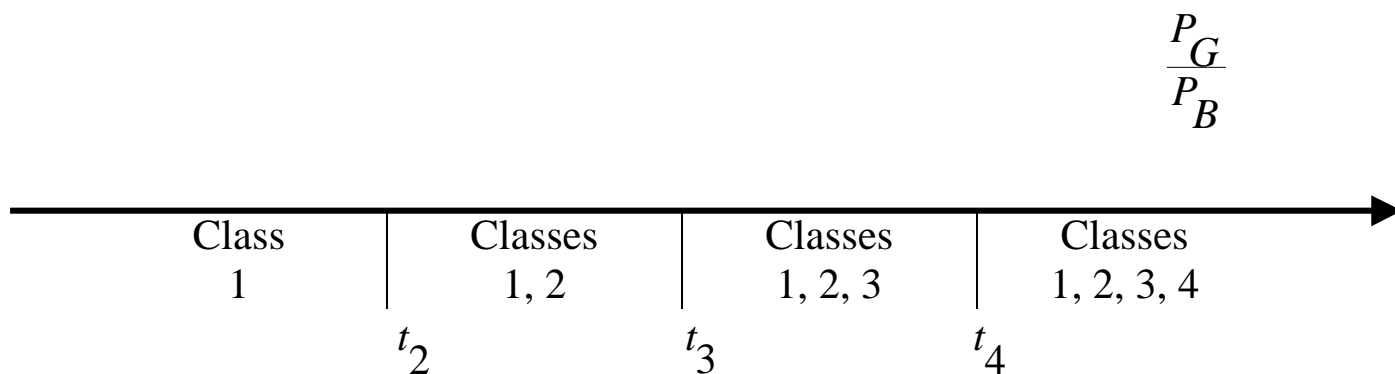 P_G
P_B
Class Classes Classes Classes
1 1, 2 1, 2, 3 1, 2, 3, 4
t_2 t_3 t_4